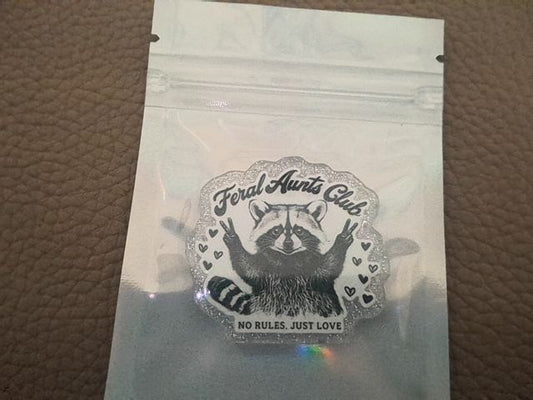 Feral Aunts Club
NO RULES, JUST LOVE